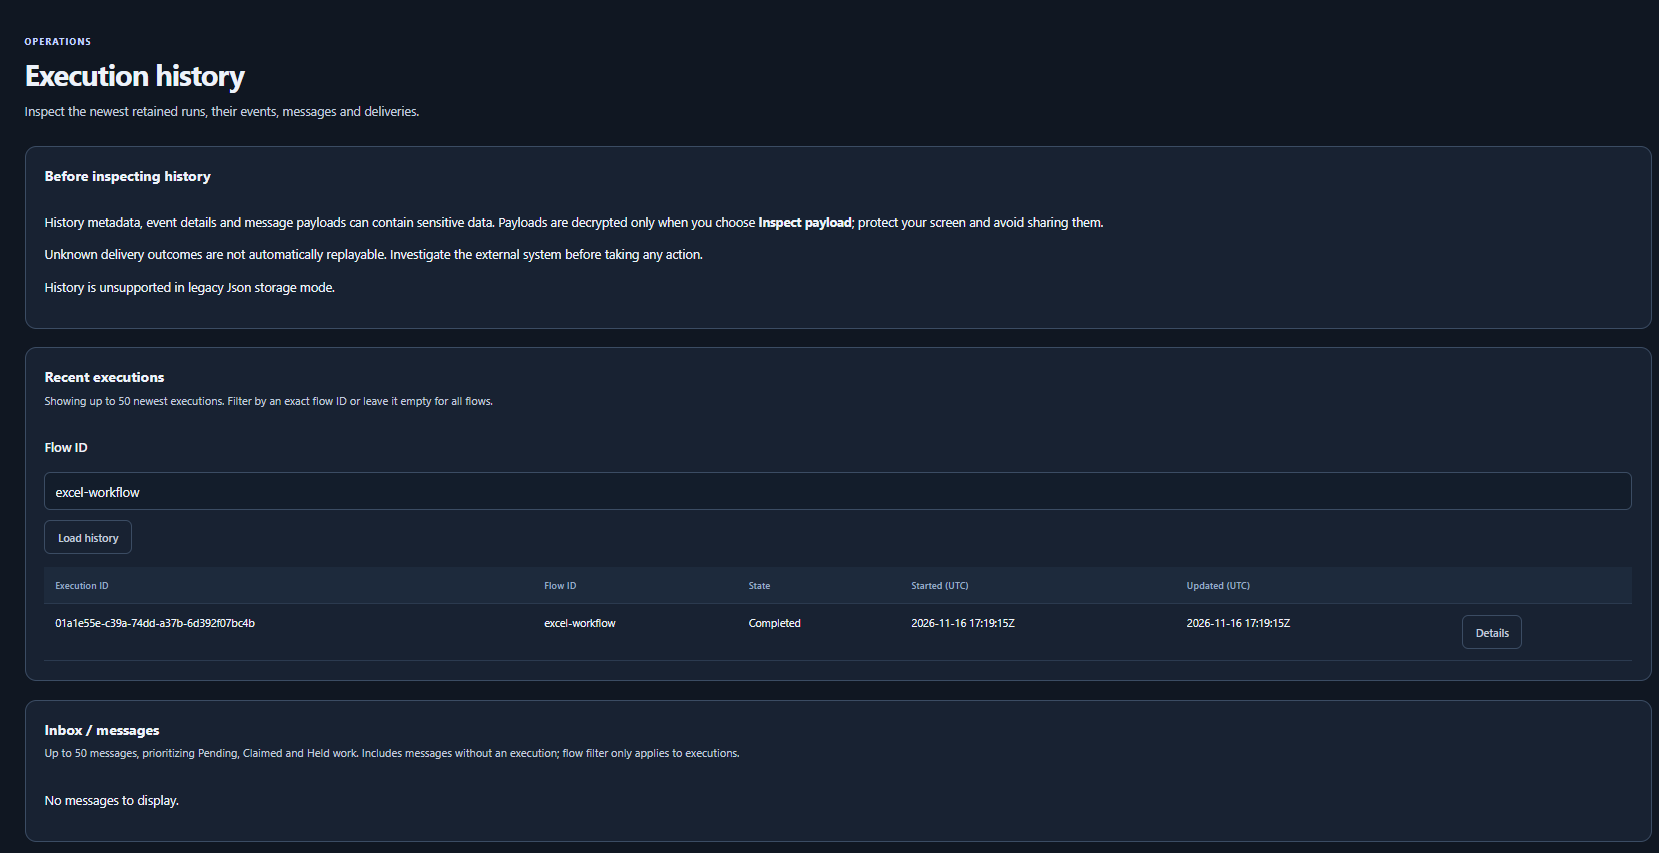 OPERATIONS
Execution history
Inspect the newest retained runs, their events, messages and deliveries.
Before inspecting history
History metadata, event details and message payloads can contain sensitive data. Payloads are decrypted only when you choose Inspect payload; protect your screen and avoid sharing them.
Unknown delivery outcomes are not automatically replayable. Investigate the external system before taking any action.
History is unsupported in legacy Json storage mode.
Recent executions
Showing up to 50 newest executions. Filter by an exact flow ID or leave it empty for all flows.
Flow ID
excel-workflow
Load history
Execution ID Flow ID State Started (UTC) Updated (UTC)
01a1e55e-c39a-74dd-a37b-6d392f07bc4b excel-workflow Completed 2026-11-16 17:19:15Z 2026-11-16 17:19:15Z Details
Inbox / messages
Up to 50 messages, prioritizing Pending, Claimed and Held work. Includes messages without an execution; flow filter only applies to executions.
No messages to display.